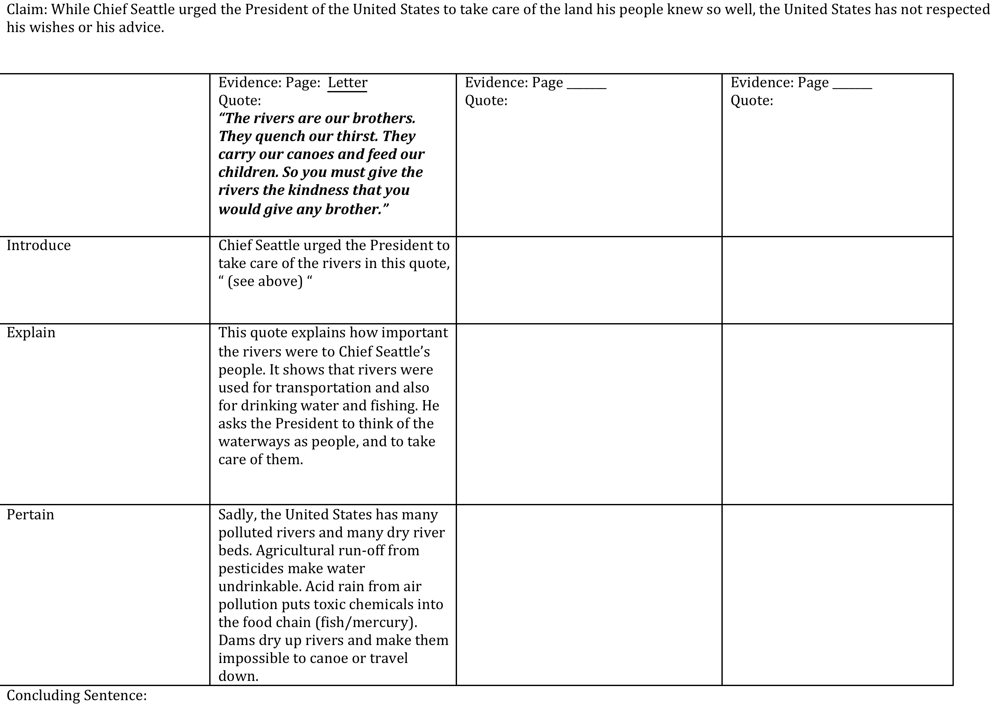 Claim: While Chief Seattle urged the President of the United States to take care of the land his people knew so well, the United States has not respected
his wishes or his advice.
Evidence: Page: Letter
Quote:
“The rivers are our brothers.
They quench our thirst. They
carry our canoes and feed our
children. So you must give the
rivers the kindness that you
would give any brother.”
Evidence: Page _______
Quote:
Evidence: Page _______
Quote:
Introduce
Chief Seattle urged the President to
take care of the rivers in this quote,
“ (see above) “
Explain
This quote explains how important
the rivers were to Chief Seattle’s
people. It shows that rivers were
used for transportation and also
for drinking water and fishing. He
asks the President to think of the
waterways as people, and to take
care of them.
Pertain
Sadly, the United States has many
polluted rivers and many dry river
beds. Agricultural run-off from
pesticides make water
undrinkable. Acid rain from air
pollution puts toxic chemicals into
the food chain (fish/mercury).
Dams dry up rivers and make them
impossible to canoe or travel
down.
Concluding Sentence: